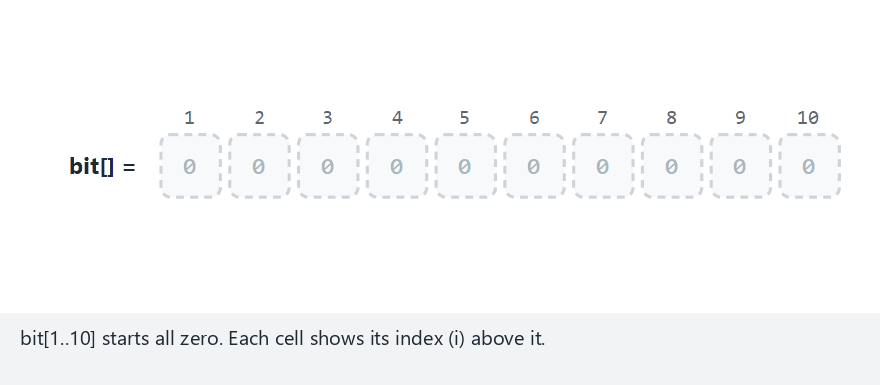 1 2 3 4 5 6 7 8 9 10
bit[] = 0 0 0 0 0 0 0 0 0 0
bit[1..10] starts all zero. Each cell shows its index (i) above it.